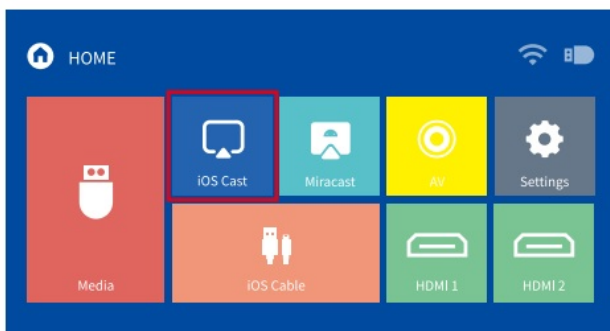 HOME
iOS Cast
Miracast
AV
Settings
Media
iOS Cable
HDMI 1
HDMI 2